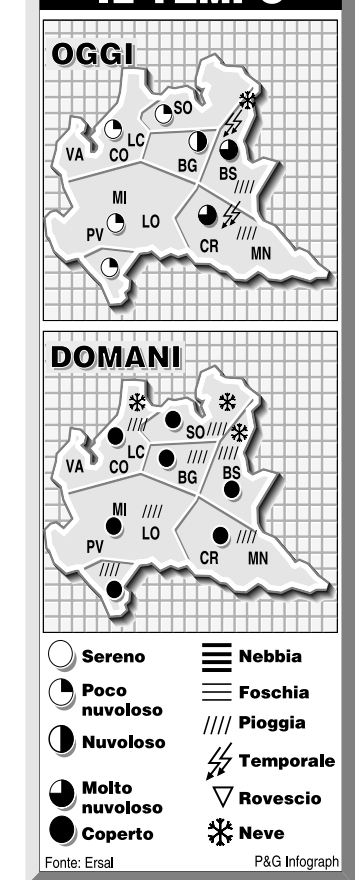 IL TEMPO
OGGI
SO
LC
VA
CO
BG
BS
MI
PV
LO
CR
MN
DOMANI
SO
LC
VA
CO
BG
BS
MI
PV
LO
CR
MN
Sereno
Nebbia
Poco
nuvoloso
Foschia
Pioggia
Nuvoloso
Temporale
Molto
nuvoloso
Rovescio
Coperto
Neve
Fonte: Ersal
P&G Infograph